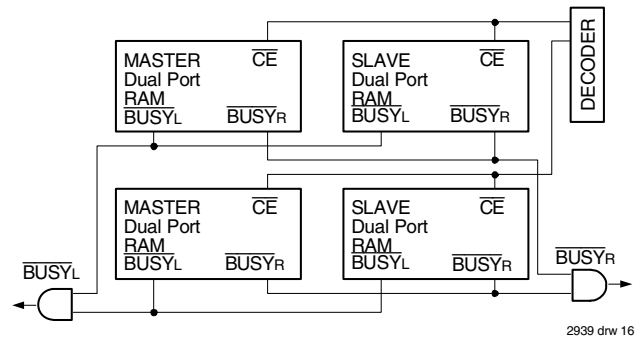 MASTER CE
Dual Port
RAM
BUSYL BUSYR
SLAVE CE
Dual Port
RAM
BUSYL BUSYR
DECODER
MASTER CE
Dual Port
RAM
BUSYL BUSYR
SLAVE CE
Dual Port
RAM
BUSYL BUSYR
BUSYL
BUSYR
2939 drw 16